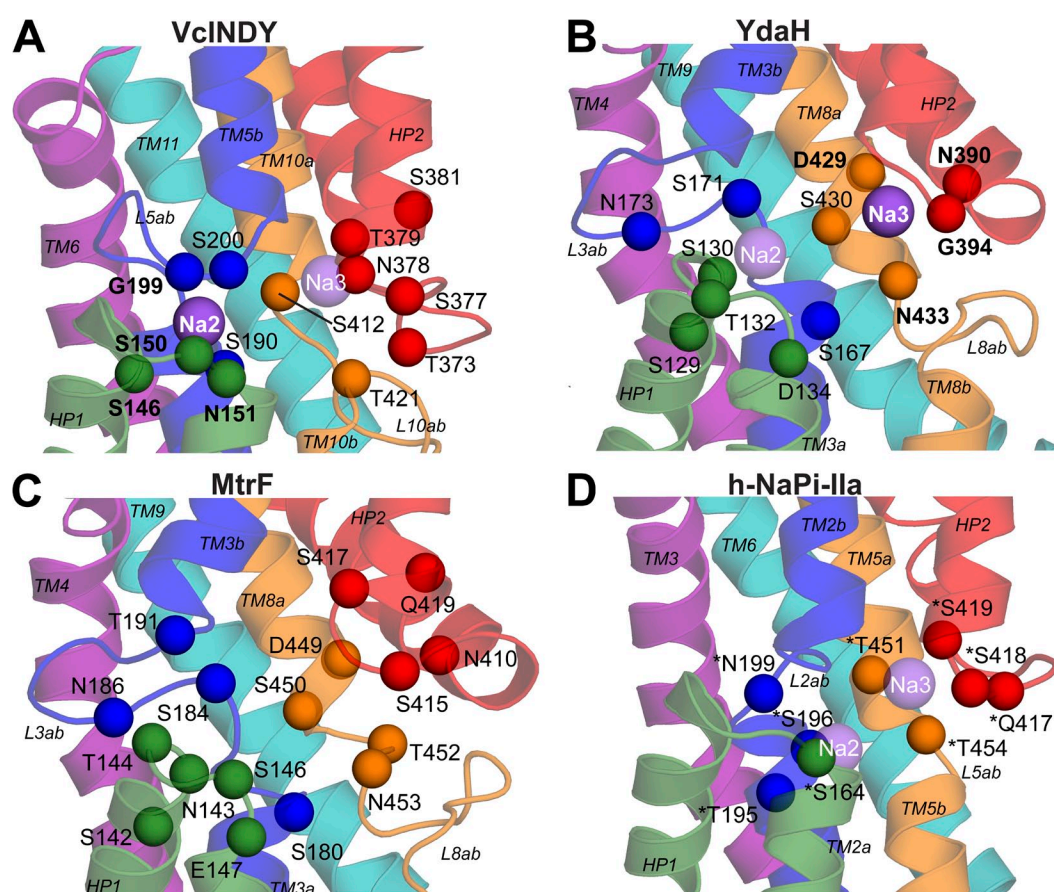 A
VcINDY
TM11
TM5b
TM10a
HP2
S381
TM6
L5ab
S200
T379
G199
Na3
N378
Na2
S377
S150
S190
S412
T373
S146
N151
T421
HP1
TM10b
L10ab
B
YdaH
TM9
TM3b
TM4
TM8a
HP2
D429
N390
N173
S171
S430
Na3
L3ab
S130
Na2
G394
T132
N433
S129
S167
L8ab
HP1
D134
TM8b
TM3a
C
MtrF
TM9
HP2
TM3b
S417
TM4
TM8a
Q419
T191
D449
N410
N186
S450
S415
S184
L3ab
T144
S146
T452
N143
N453
S142
E147
S180
L8ab
HP1
TM3a
D
h-NaPi-IIa
TM2b
HP2
TM3
TM6
TM5a
*S419
*T451
*N199
*S418
L2ab
Na3
*S196
*Q417
Na2
*T454
*S164
L5ab
*T195
TM5b
HP1
TM2a